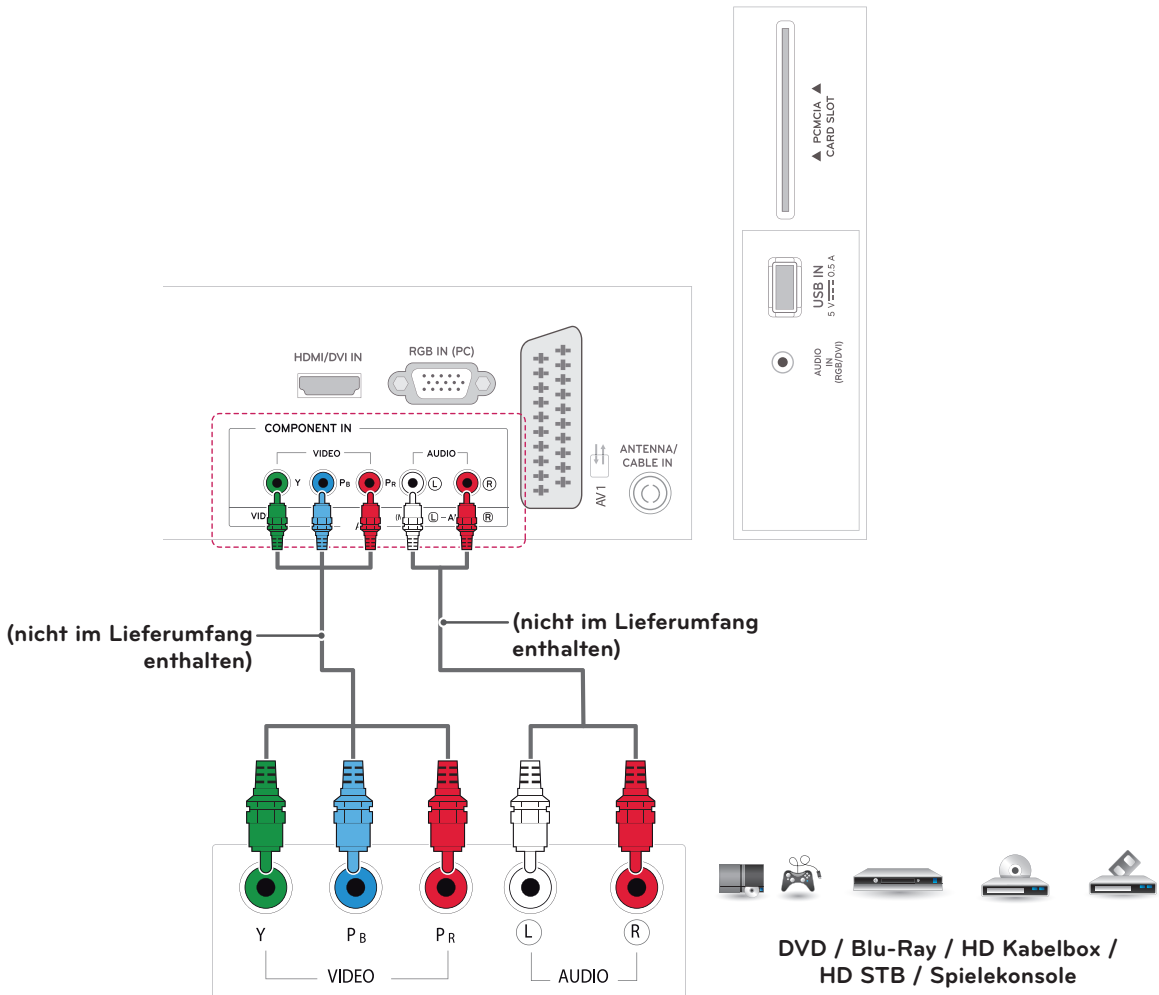 ▲ PCMCIA ▲
CARD SLOT
USB IN
5 V 0.5 A
AUDIO
IN
(RGB/DVI)
HDMI/DVI IN
RGB IN (PC)
COMPONENT IN
VIDEO
AUDIO
Y
PB
PR
L
R
VID
L
R
AV1
ANTENNA/
CABLE IN
(nicht im Lieferumfang
enthalten)
(nicht im Lieferumfang
enthalten)
Y
PB
PR
L
R
VIDEO
AUDIO
DVD / Blu-Ray / HD Kabelbox /
HD STB / Spielekonsole